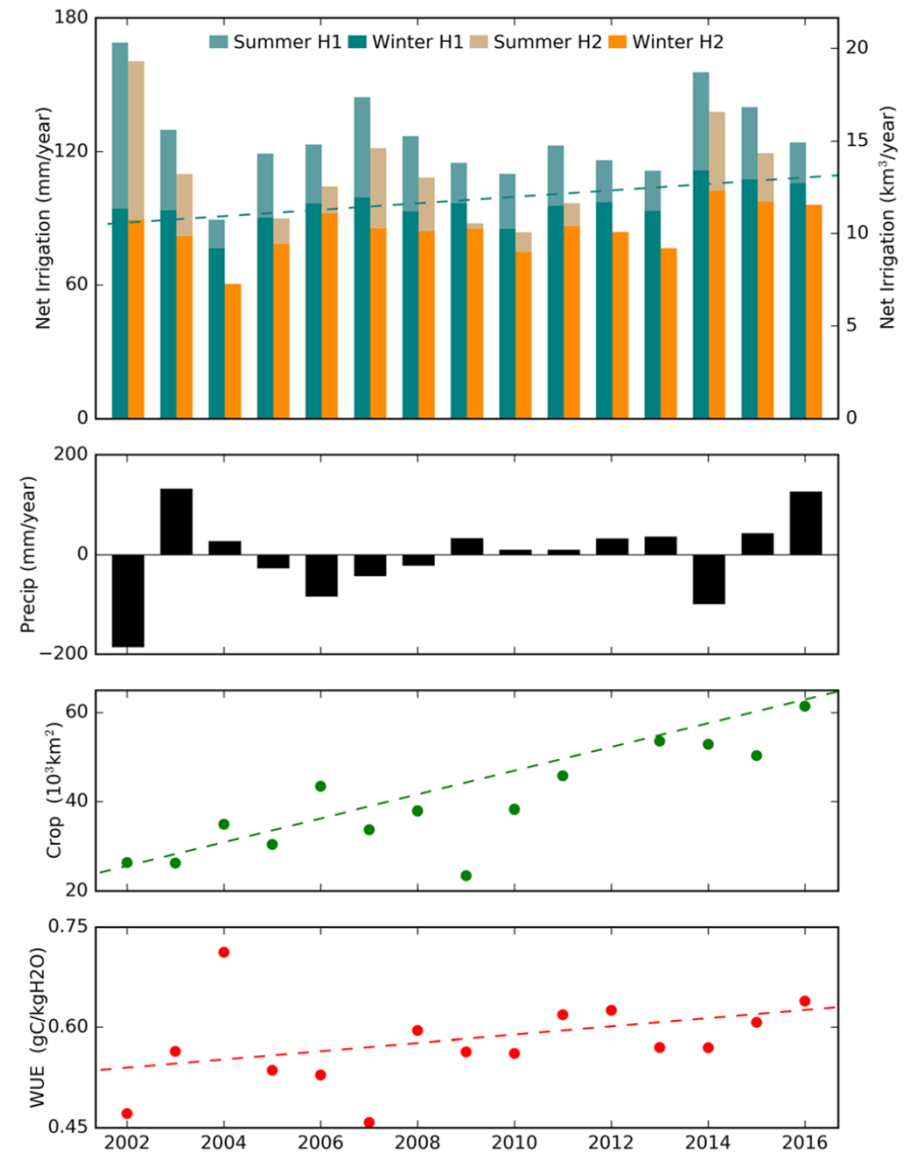 180
120
60
0
Net Irrigation (mm/year)
Summer H1 Winter H1 Summer H2 Winter H2
20
15
10
5
0
Net Irrigation (km³/year)
200
0
−200
Precip (mm/year)
60
40
20
Crop (10³km²)
0.75
0.60
0.45
WUE (gC/kgH2O)
2002 2004 2006 2008 2010 2012 2014 2016